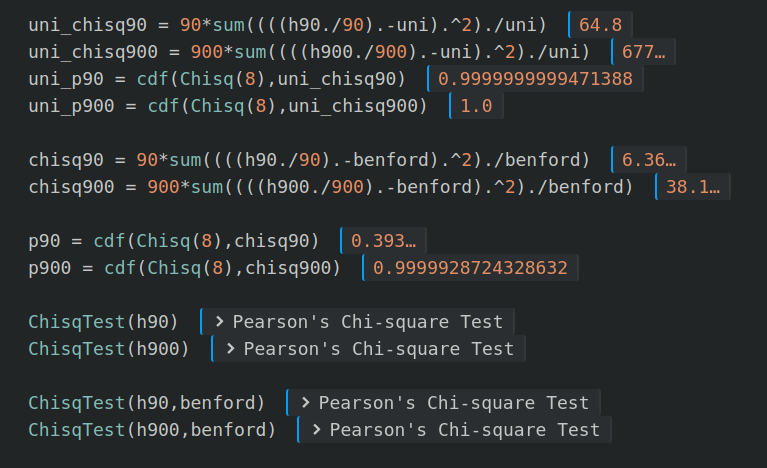 uni_chisq90 = 90*sum((((h90./90).-uni).^2)./uni) 64.8
uni_chisq900 = 900*sum((((h900./900).-uni).^2)./uni) 677…
uni_p90 = cdf(Chisq(8),uni_chisq90) 0.9999999999471388
uni_p900 = cdf(Chisq(8),uni_chisq900) 1.0
chisq90 = 90*sum((((h90./90).-benford).^2)./benford) 6.36…
chisq900 = 900*sum((((h900./900).-benford).^2)./benford) 38.1…
p90 = cdf(Chisq(8),chisq90) 0.393…
p900 = cdf(Chisq(8),chisq900) 0.9999928724328632
ChisqTest(h90) > Pearson's Chi-square Test
ChisqTest(h900) > Pearson's Chi-square Test
ChisqTest(h90,benford) > Pearson's Chi-square Test
ChisqTest(h900,benford) > Pearson's Chi-square Test